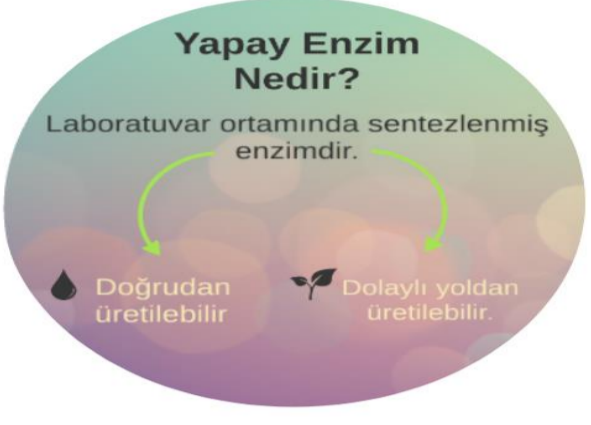 Yapay Enzim
Nedir?
Laboratuvar ortamında sentezlenmiş
enzimdir.
Doğrudan
üretilebilir
Dolaylı yoldan
üretilebilir.